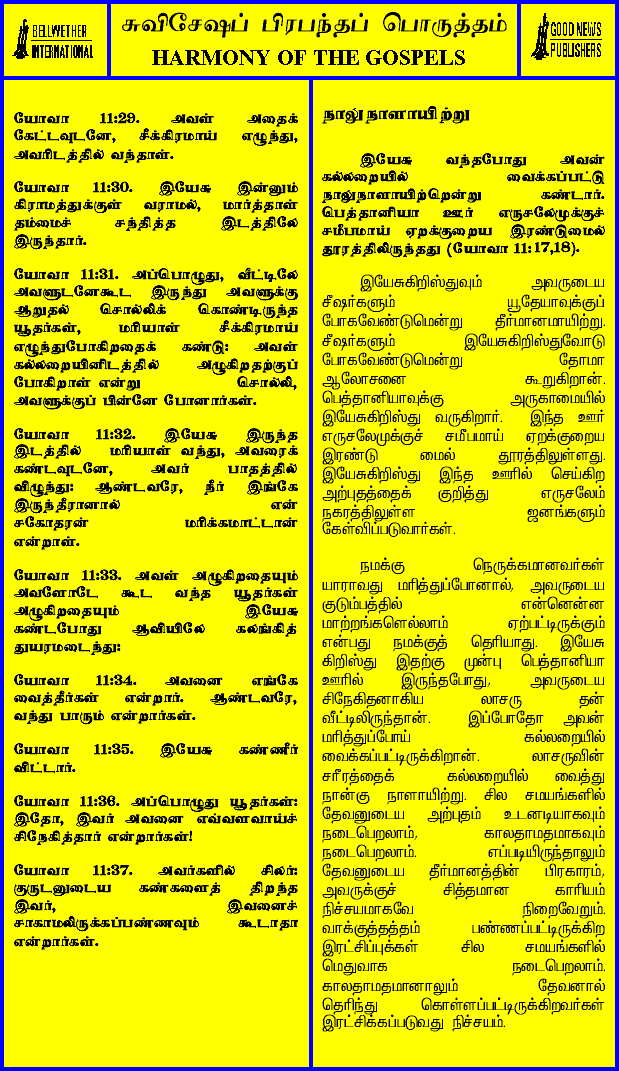 BELLWETHER
INTERNATIONAL
சுவிசேஷப் பிரபந்தப் பொருத்தம்
HARMONY OF THE GOSPELS
GOOD NEWS
PUBLISHERS
யோவா 11:29. அவள் அதைக்
கேட்டவுடனே, சீக்கிரமாய் எழுந்து,
அவரிடத்தில் வந்தாள்.
யோவா 11:30. இயேசு இன்னும்
கிராமத்துக்குள் வராமல், மார்த்தாள்
தம்மைச் சந்தித்த இடத்திலே
இருந்தார்.
யோவா 11:31. அப்பொழுது, வீட்டிலே
அவளுடனேகூட இருந்து அவளுக்கு
ஆறுதல் சொல்லிக் கொண்டிருந்த
யூதர்கள், மரியாள் சீக்கிரமாய்
எழுந்துபோகிறதைக் கண்டு: அவள்
கல்லறையினிடத்தில் அழுகிறதற்குப்
போகிறாள் என்று சொல்லி,
அவளுக்குப் பின்னே போனார்கள்.
யோவா 11:32. இயேசு இருந்த
இடத்தில் மரியாள் வந்து, அவரைக்
கண்டவுடனே, அவர் பாதத்தில்
விழுந்து: ஆண்டவரே, நீர் இங்கே
இருந்தீரானால் என்
சகோதரன் மரிக்கமாட்டான்
என்றாள்.
யோவா 11:33. அவள் அழுகிறதையும்
அவளோடே கூட வந்த யூதர்கள்
அழுகிறதையும் இயேசு
கண்டபோது ஆவியிலே கலங்கித்
துயரமடைந்து:
யோவா 11:34. அவனை எங்கே
வைத்தீர்கள் என்றார். ஆண்டவரே,
வந்து பாரும் என்றார்கள்.
யோவா 11:35. இயேசு கண்ணீர்
விட்டார்.
யோவா 11:36. அப்பொழுது யூதர்கள்:
இதோ, இவர் அவனை எவ்வளவாய்ச்
சிநேகித்தார் என்றார்கள்!
யோவா 11:37. அவர்களில் சிலர்:
குருடனுடைய கண்களைத் திறந்த
இவர், இவனைச்
சாகாமலிருக்கப்பண்ணவும் கூடாதா
என்றார்கள்.
நாலு நாளாயிற்று
இயேசு வந்தபோது அவன்
கல்லறையில் வைக்கப்பட்டு
நாலுநாளாயிற்றென்று கண்டார்.
பெத்தானியா ஊர் எருசலேமுக்குச்
சமீபமாய் ஏறக்குறைய இரண்டுமைல்
தூரத்திலிருந்தது (யோவா 11:17,18).
இயேசுகிறிஸ்துவும் அவருடைய
சீஷர்களும் யூதேயாவுக்குப்
போகவேண்டுமென்று தீர்மானமாயிற்று.
சீஷர்களும் இயேசுகிறிஸ்துவோடு
போகவேண்டுமென்று தோமா
ஆலோசனை கூறுகிறான்.
பெத்தானியாவுக்கு அருகாமையில்
இயேசுகிறிஸ்து வருகிறார். இந்த ஊர்
எருசலேமுக்குச் சமீபமாய் ஏறக்குறைய
இரண்டு மைல் தூரத்திலுள்ளது.
இயேசுகிறிஸ்து இந்த ஊரில் செய்கிற
அற்புதத்தைக் குறித்து எருசலேம்
நகரத்திலுள்ள ஜனங்களும்
கேள்விப்படுவார்கள்.
நமக்கு நெருக்கமானவர்கள்
யாராவது மரித்துப்போனால், அவருடைய
குடும்பத்தில் என்னென்ன
மாற்றங்களெல்லாம் ஏற்பட்டிருக்கும்
என்பது நமக்குத் தெரியாது. இயேசு
கிறிஸ்து இதற்கு முன்பு பெத்தானியா
ஊரில் இருந்தபோது, அவருடைய
சிநேகிதனாகிய லாசரு தன்
வீட்டிலிருந்தான். இப்போதோ அவன்
மரித்துப்போய் கல்லறையில்
வைக்கப்பட்டிருக்கிறான். லாசருவின்
சரீரத்தைக் கல்லறையில் வைத்து
நான்கு நாளாயிற்று. சில சமயங்களில்
தேவனுடைய அற்புதம் உடனடியாகவும்
நடைபெறலாம், காலதாமதமாகவும்
நடைபெறலாம். எப்படியிருந்தாலும்
தேவனுடைய தீர்மானத்தின் பிரகாரம்,
அவருக்குச் சித்தமான காரியம்
நிச்சயமாகவே நிறைவேறும்.
வாக்குத்தத்தம் பண்ணப்பட்டிருக்கிற
இரட்சிப்புக்கள் சில சமயங்களில்
மெதுவாக நடைபெறலாம்.
காலதாமதமானாலும் தேவனால்
தெரிந்து கொள்ளப்பட்டிருக்கிறவர்கள்
இரட்சிக்கப்படுவது நிச்சயம்.